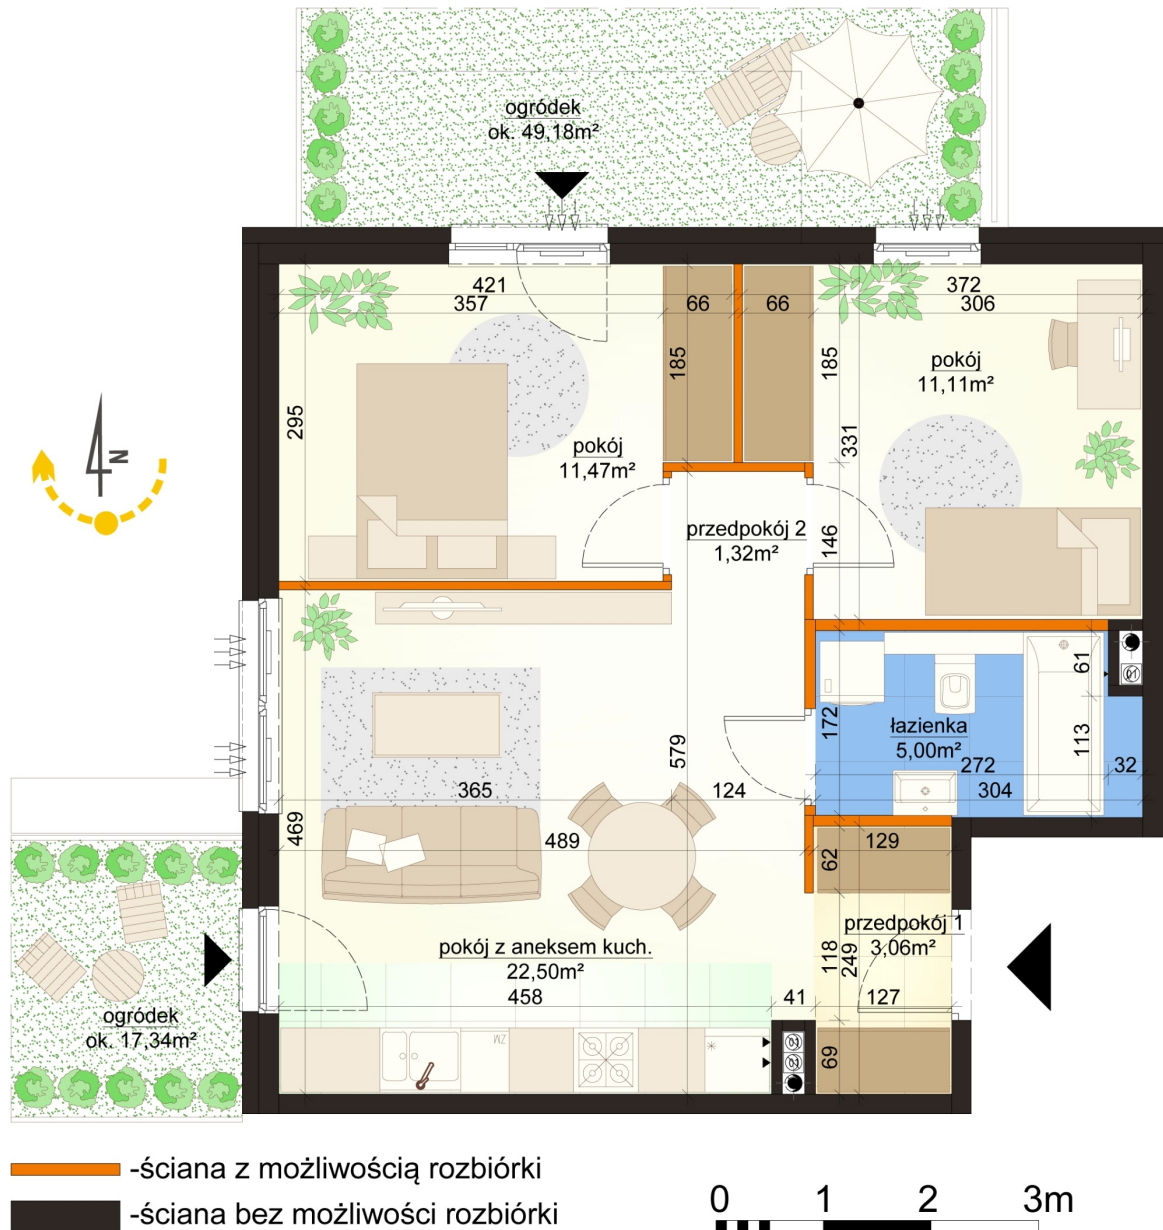 ogródek
ok. 49,18m²
421
357
66
66
372
306
185
185
295
331
pokój
11,11m²
pokój
11,47m²
N
przedpokój 2
1,32m²
146
61
172
łazienka
5,00m²
113
579
272
32
365
124
304
469
489
129
62
pokój z aneksem kuch.
22,50m²
przedpokój 1
3,06m²
118
249
458
41
127
ogródek
ok. 17,34m²
ZM
69
-ściana z możliwością rozbiórki
-ściana bez możliwości rozbiórki
0 1 2 3m